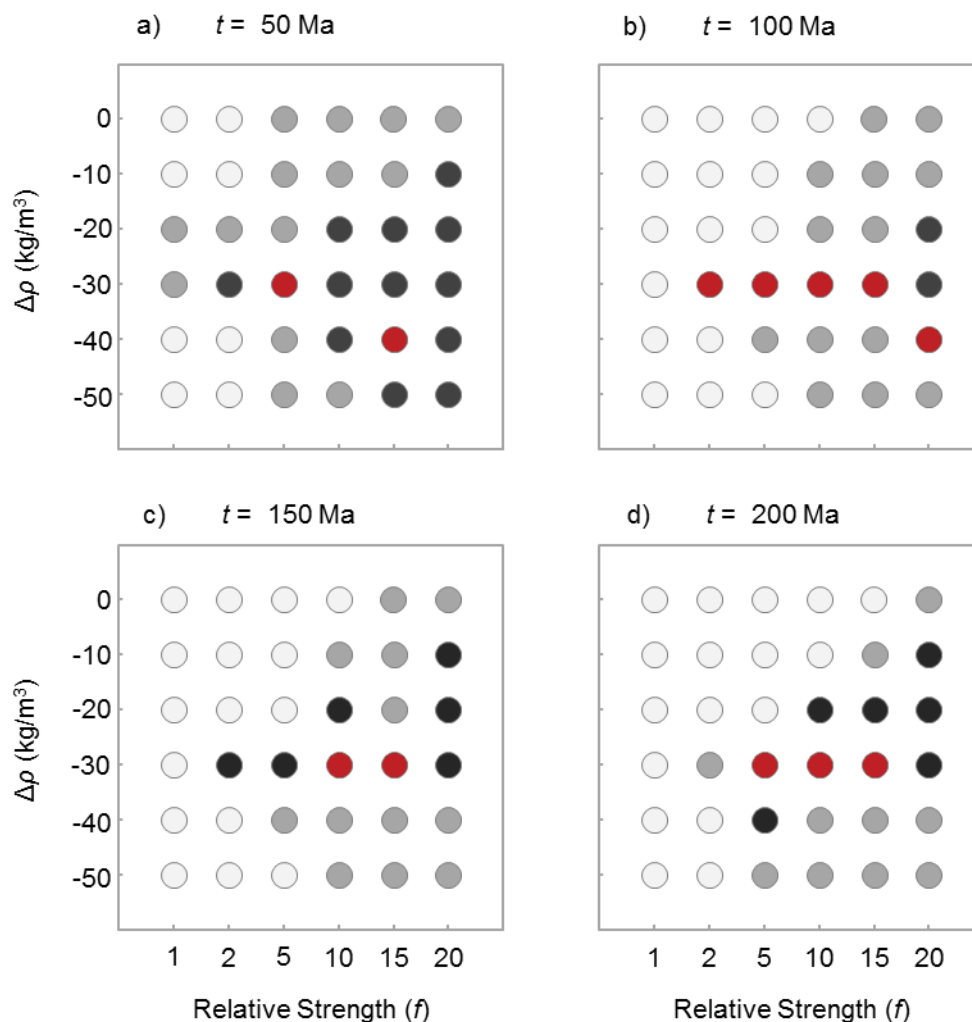 a) t = 50 Ma
b) t = 100 Ma
0
-10
-20
-30
-40
-50
Δρ (kg/m³)
c) t = 150 Ma
d) t = 200 Ma
0
-10
-20
-30
-40
-50
Δρ (kg/m³)
1 2 5 10 15 20
1 2 5 10 15 20
Relative Strength (f)
Relative Strength (f)